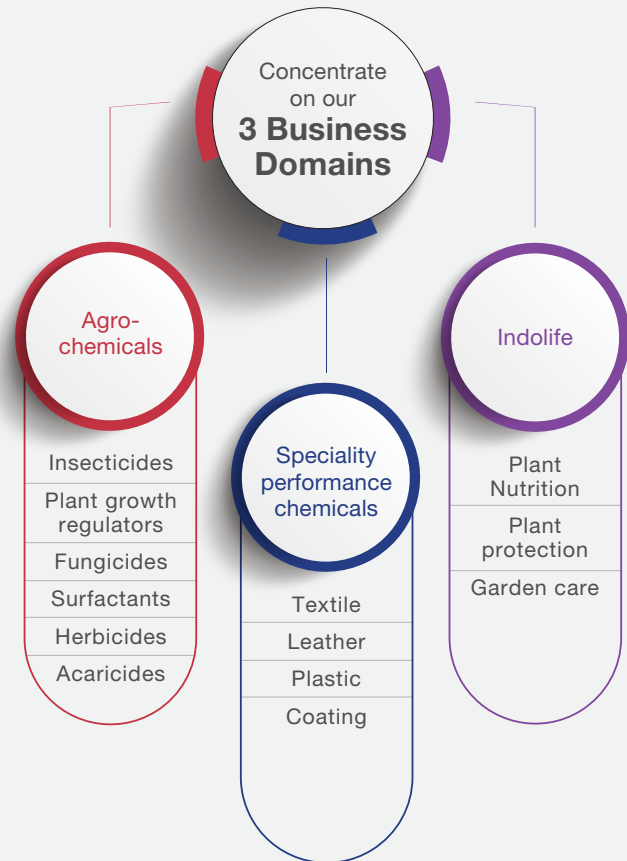 Concentrate
on our
3 Business
Domains
Agro-
chemicals
Insecticides
Plant growth
regulators
Fungicides
Surfactants
Herbicides
Acaricides
Speciality
performance
chemicals
Textile
Leather
Plastic
Coating
Indolife
Plant
Nutrition
Plant
protection
Garden care